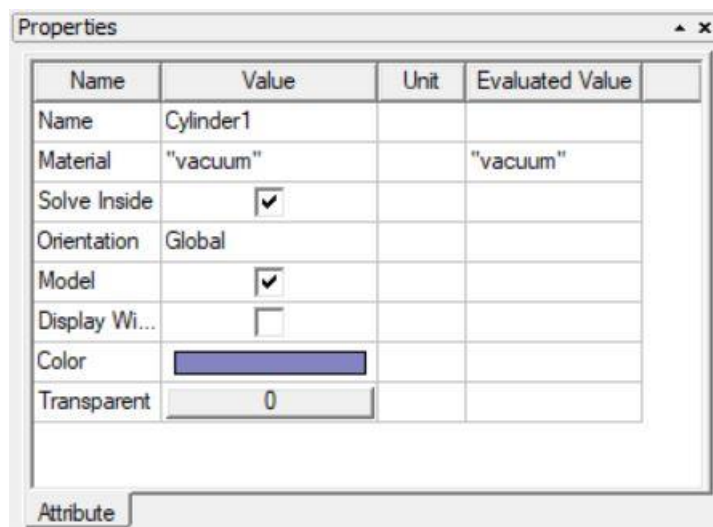 Properties
Name Value Unit Evaluated Value
Name Cylinder1
Material "vacuum" "vacuum"
Solve Inside
Orientation Global
Model
Display Wi...
Color
Transparent 0
Attribute